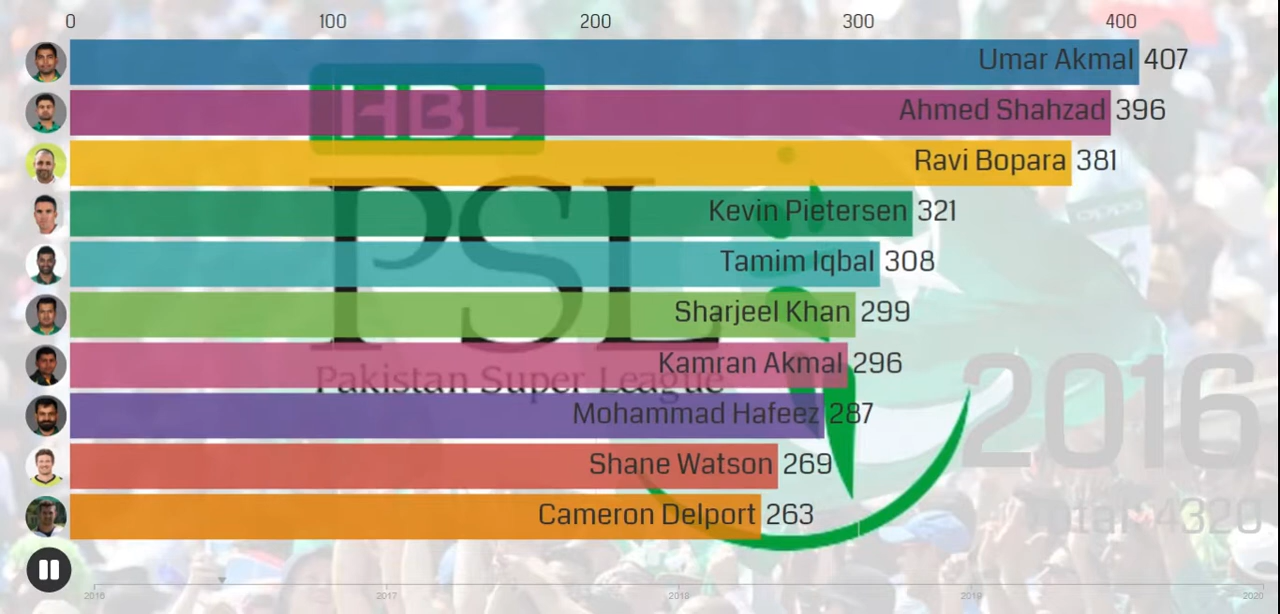 0 100 200 300 400
Umar Akmal 407
Ahmed Shahzad 396
Ravi Bopara 381
Kevin Pietersen 321
Tamim Iqbal 308
Sharjeel Khan 299
Kamran Akmal 296
Mohammad Hafeez 287
Shane Watson 269
Cameron Delport 263
HBL
PSL
Pakistan Super League
oppo
2016
Total 4320
2016 2017 2018 2019 2020